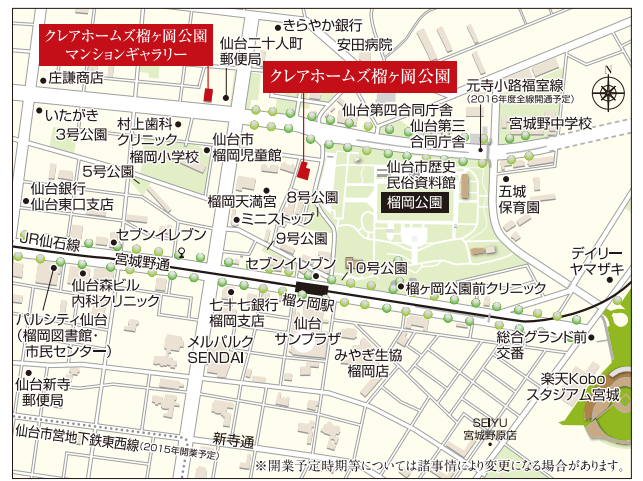 きらやか銀行
クレアホームズ榴ヶ岡公園
マンションギャラリー
仙台二十人町
郵便局
安田病院
庄謙商店
クレアホームズ榴ヶ岡公園
元寺小路福室線
(2016年度全線開通予定)
N
いたがき
3号公園
村上歯科
クリニック
仙台第四合同庁舎
仙台第三
合同庁舎
宮城野中学校
榴岡小学校
仙台市
榴岡児童館
5号公園
仙台市歴史
民俗資料館
榴岡公園
五城
保育園
仙台銀行
仙台東口支店
榴岡天満宮
8号公園
ミニストップ
9号公園
JR仙石線
セブンイレブン
宮城野通
セブンイレブン
10号公園
デイリー
ヤマザキ
仙台森ビル
内科クリニック
榴ヶ岡公園前クリニック
パルシティ仙台
(榴岡図書館・
市民センター)
七十七銀行
榴岡支店
榴ヶ岡駅
仙台
サンプラザ
メルパルク
SENDAI
みやぎ生協
榴岡店
総合グランド前
交番
仙台新寺
郵便局
楽天Kobo
スタジアム宮城
SEIYU
宮城野原店
仙台市営地下鉄東西線(2015年開業予定)
新寺通
※開業予定時期等については諸事情により変更になる場合があります。